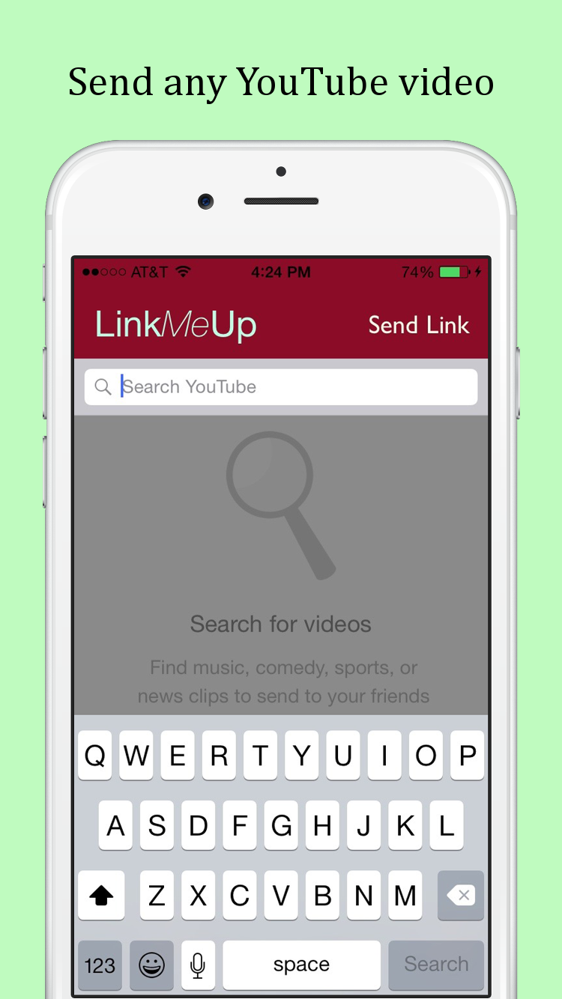 Send any YouTube video
AT&T 4:24 PM 74%
LinkMeUp Send Link
Search YouTube
Search for videos
Find music, comedy, sports, or
news clips to send to your friends
Q W E R T Y U I O P
A S D F G H J K L
Z X C V B N M
123 space Search